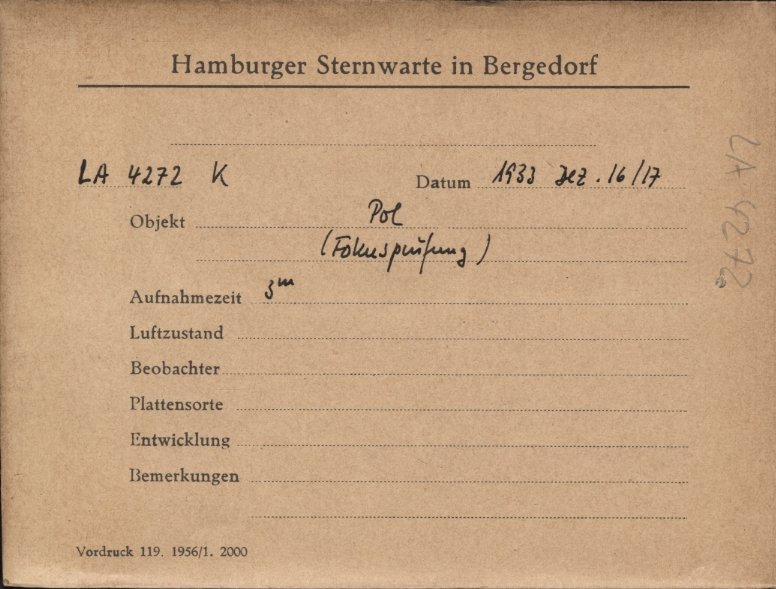 Hamburger Sternwarte in Bergedorf
LA 4272 K Datum 1933 Dez. 16/17
Objekt Pol
(Fokusprüfung)
Aufnahmezeit 3m
Luftzustand
Beobachter
Plattensorte
Entwicklung
Bemerkungen
Vordruck 119. 1956/1. 2000
LA 4272